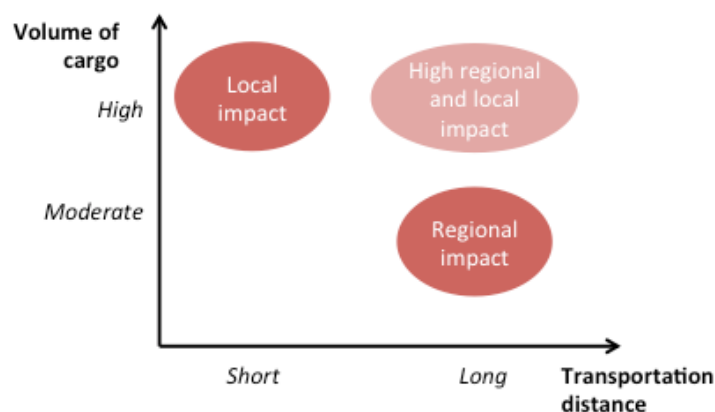 Volume of
cargo
High
Moderate
Local
impact
High regional
and local
impact
Regional
impact
Short
Long
Transportation
distance